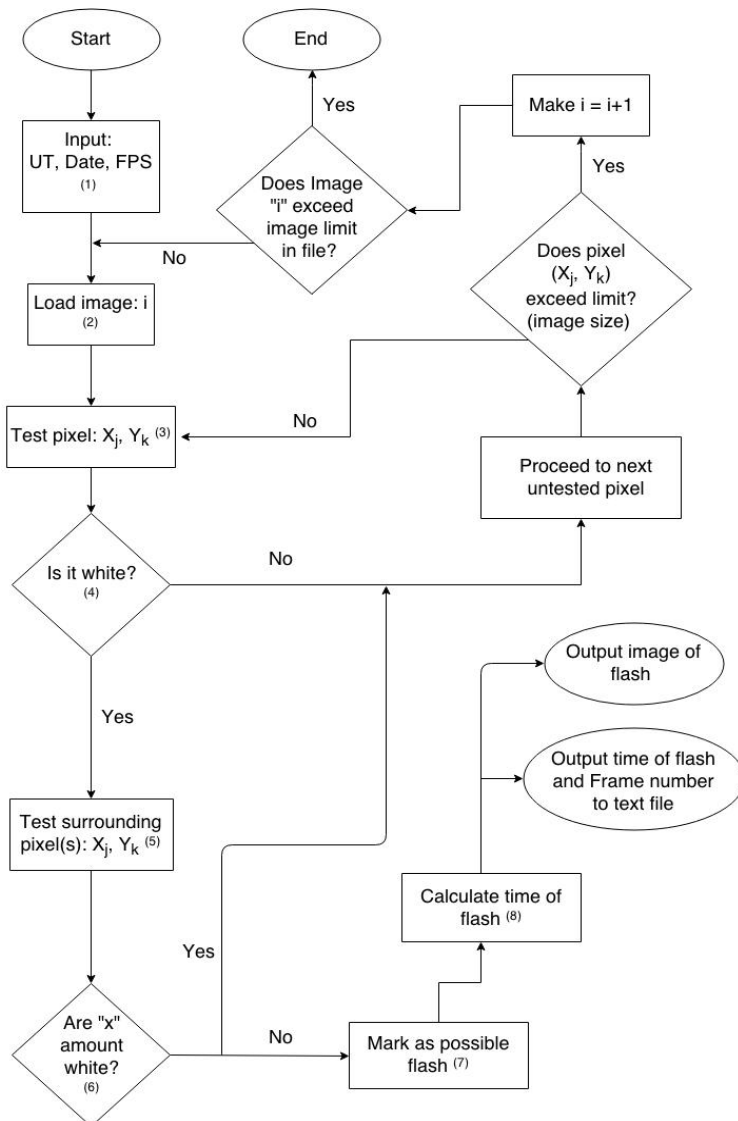 Start
End
Input:
UT, Date, FPS
(1)
Yes
Make i = i+1
Does Image
"i" exceed
image limit
in file?
Yes
No
Does pixel
(Xj, Yk)
exceed limit?
(image size)
Load image: i
(2)
No
Test pixel: Xj, Yk (3)
Proceed to next
untested pixel
Is it white?
(4)
No
Yes
Output image of
flash
Output time of flash
and Frame number
to text file
Test surrounding
pixel(s): Xj, Yk (5)
Calculate time of
flash (8)
Yes
Are "x"
amount
white?
(6)
No
Mark as possible
flash (7)